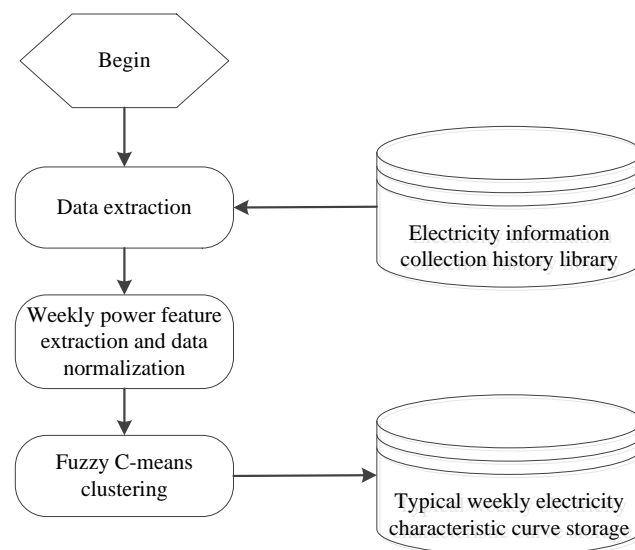 Begin
Data extraction
Electricity information
collection history library
Weekly power feature
extraction and data
normalization
Fuzzy C-means
clustering
Typical weekly electricity
characteristic curve storage